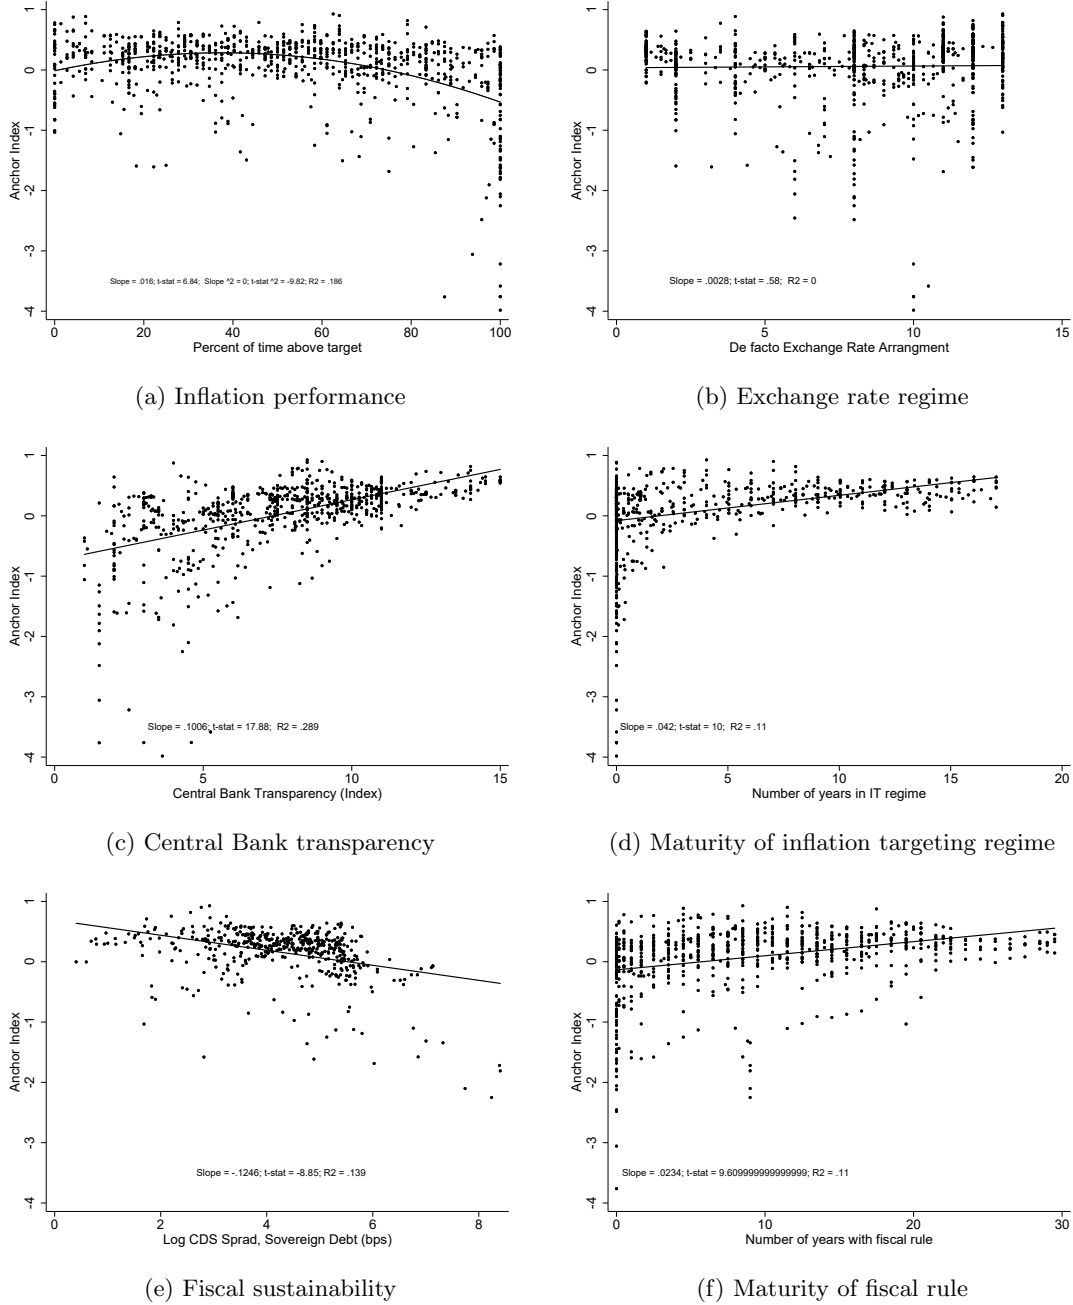 1
0
-1
-2
-3
-4
Anchor Index
Slope = .016; t-stat = 6.84;  Slope ^2 = 0; t-stat ^2 = -9.82; R2 = .186
0 20 40 60 80 100
Percent of time above target
(a) Inflation performance
1
0
-1
-2
-3
-4
Anchor Index
Slope = .0028; t-stat = .58;  R2 = 0
0 5 10 15
De facto Exchange Rate Arrangment
(b) Exchange rate regime
1
0
-1
-2
-3
-4
Anchor Index
Slope = .1006; t-stat = 17.88;  R2 = .289
0 5 10 15
Central Bank Transparency (Index)
(c) Central Bank transparency
1
0
-1
-2
-3
-4
Anchor Index
Slope = .042; t-stat = 10;  R2 = .11
0 5 10 15 20
Number of years in IT regime
(d) Maturity of inflation targeting regime
1
0
-1
-2
-3
-4
Anchor Index
Slope = -.1246; t-stat = -8.85; R2 = .139
0 2 4 6 8
Log CDS Sprad, Sovereign Debt (bps)
(e) Fiscal sustainability
1
0
-1
-2
-3
-4
Anchor Index
Slope = .0234; t-stat = 9.609999999999999; R2 = .11
0 10 20 30
Number of years with fiscal rule
(f) Maturity of fiscal rule